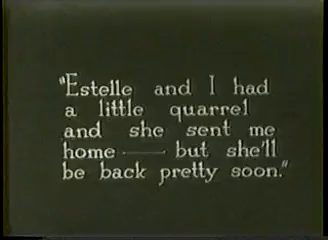 "Estelle and I had
a little quarrel
and she sent me
home — but she'll
be back pretty soon."